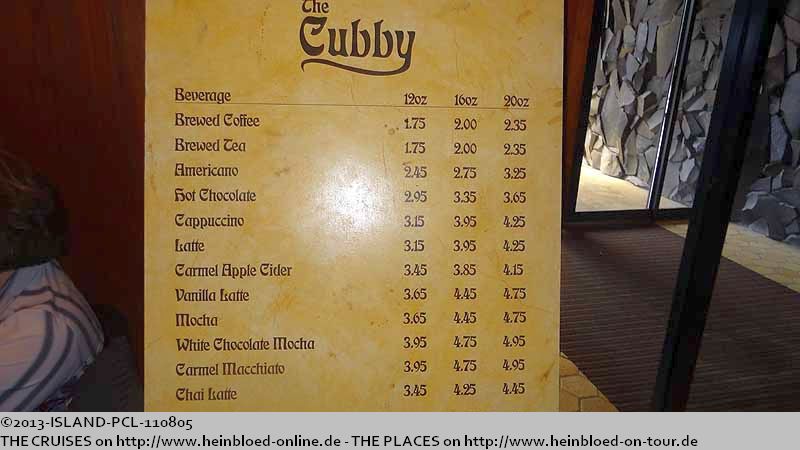 The
Cubby
Beverage 12oz 16oz 20oz
Brewed Coffee 1.75 2.00 2.35
Brewed Tea 1.75 2.00 2.35
Americano 2.45 2.75 3.25
Hot Chocolate 2.95 3.35 3.65
Cappuccino 3.15 3.95 4.25
Latte 3.15 3.95 4.25
Carmel Apple Cider 3.45 3.85 4.15
Vanilla Latte 3.65 4.45 4.75
Mocha 3.65 4.45 4.75
White Chocolate Mocha 3.95 4.75 4.95
Carmel Macchiato 3.95 4.75 4.95
Chai Latte 3.45 4.25 4.45
©2013-ISLAND-PCL-110805
THE CRUISES on http://www.heinbloed-online.de - THE PLACES on http://www.heinbloed-on-tour.de